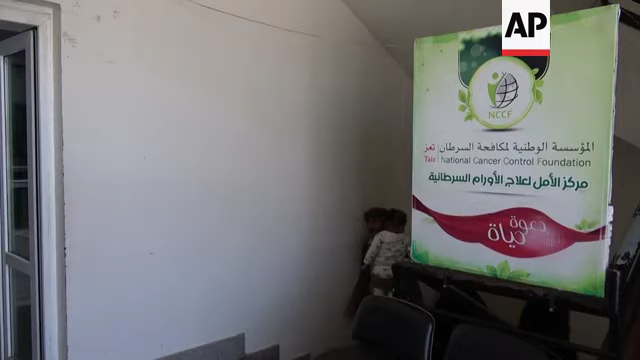 AP
NCCF
المؤسسة الوطنية لمكافحة السرطان | تعز
Taiz | National Cancer Control Foundation
مركز الأمل لعلاج الأورام السرطانية
دعوة
حياة